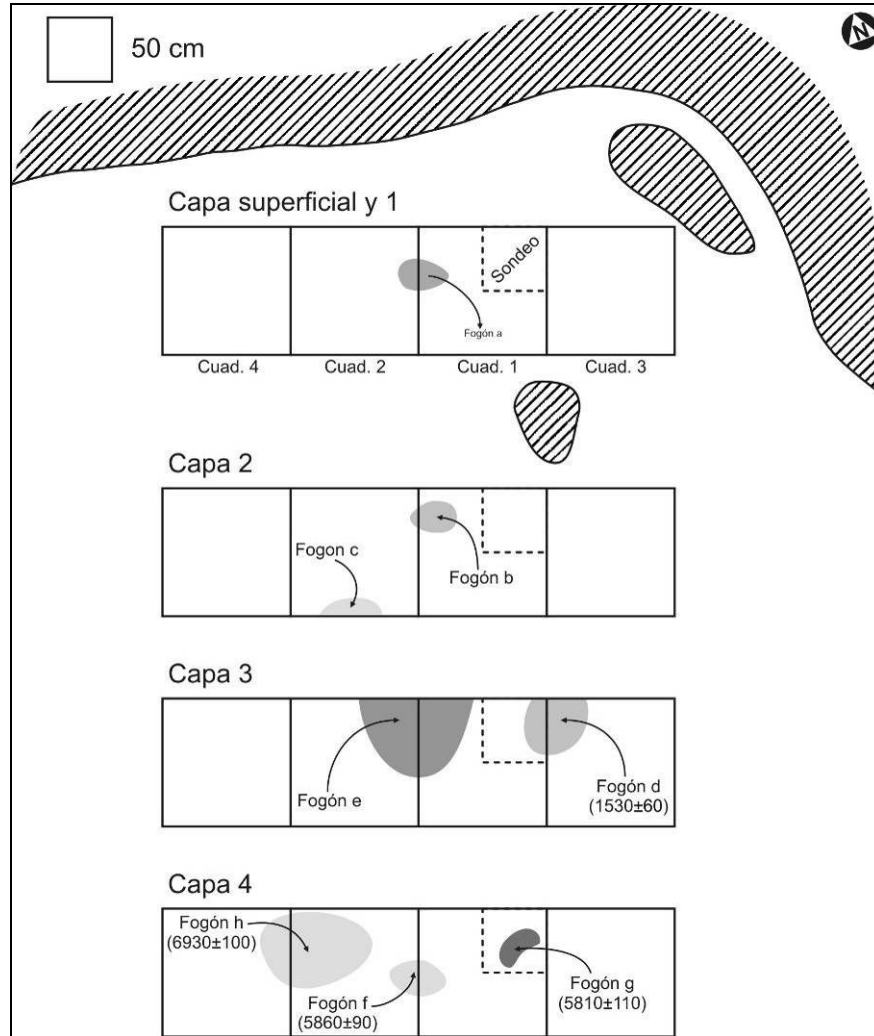 50 cm
N
Capa superficial y 1
Sondeo
Fogón a
Cuad. 4
Cuad. 2
Cuad. 1
Cuad. 3
Capa 2
Fogon c
Fogón b
Capa 3
Fogón e
Fogón d
(1530±60)
Capa 4
Fogón h
(6930±100)
Fogón f
(5860±90)
Fogón g
(5810±110)